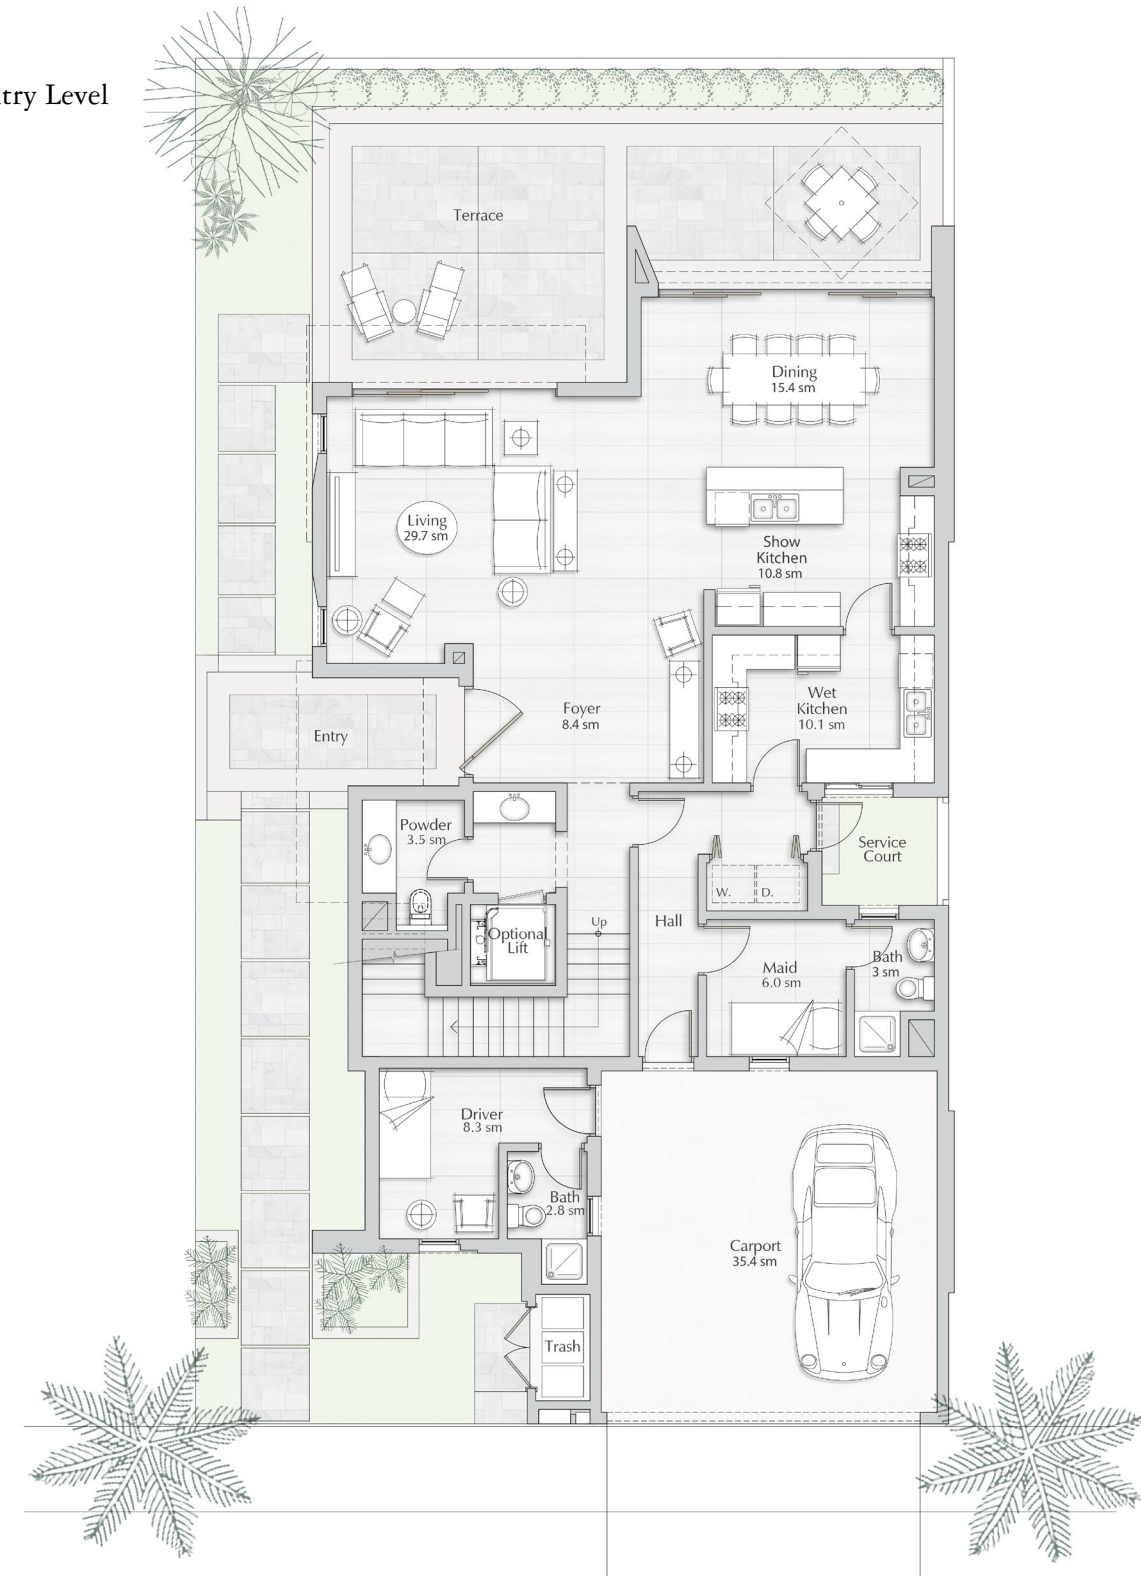 try Level
Terrace
Dining
15.4 sm
Living
29.7 sm
Show
Kitchen
10.8 sm
Wet
Kitchen
10.1 sm
Foyer
8.4 sm
Entry
Powder
3.5 sm
Service
Court
W. D.
Optional
Lift
Up
Hall
Maid
6.0 sm
Bath
3 sm
Driver
8.3 sm
Bath
2.8 sm
Carport
35.4 sm
Trash